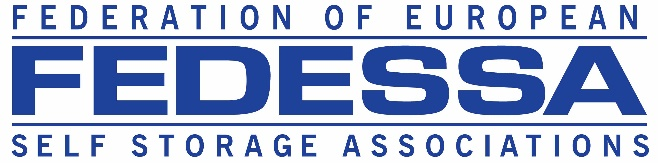 FEDERATION OF EUROPEAN
FEDESSA
SELF STORAGE ASSOCIATIONS